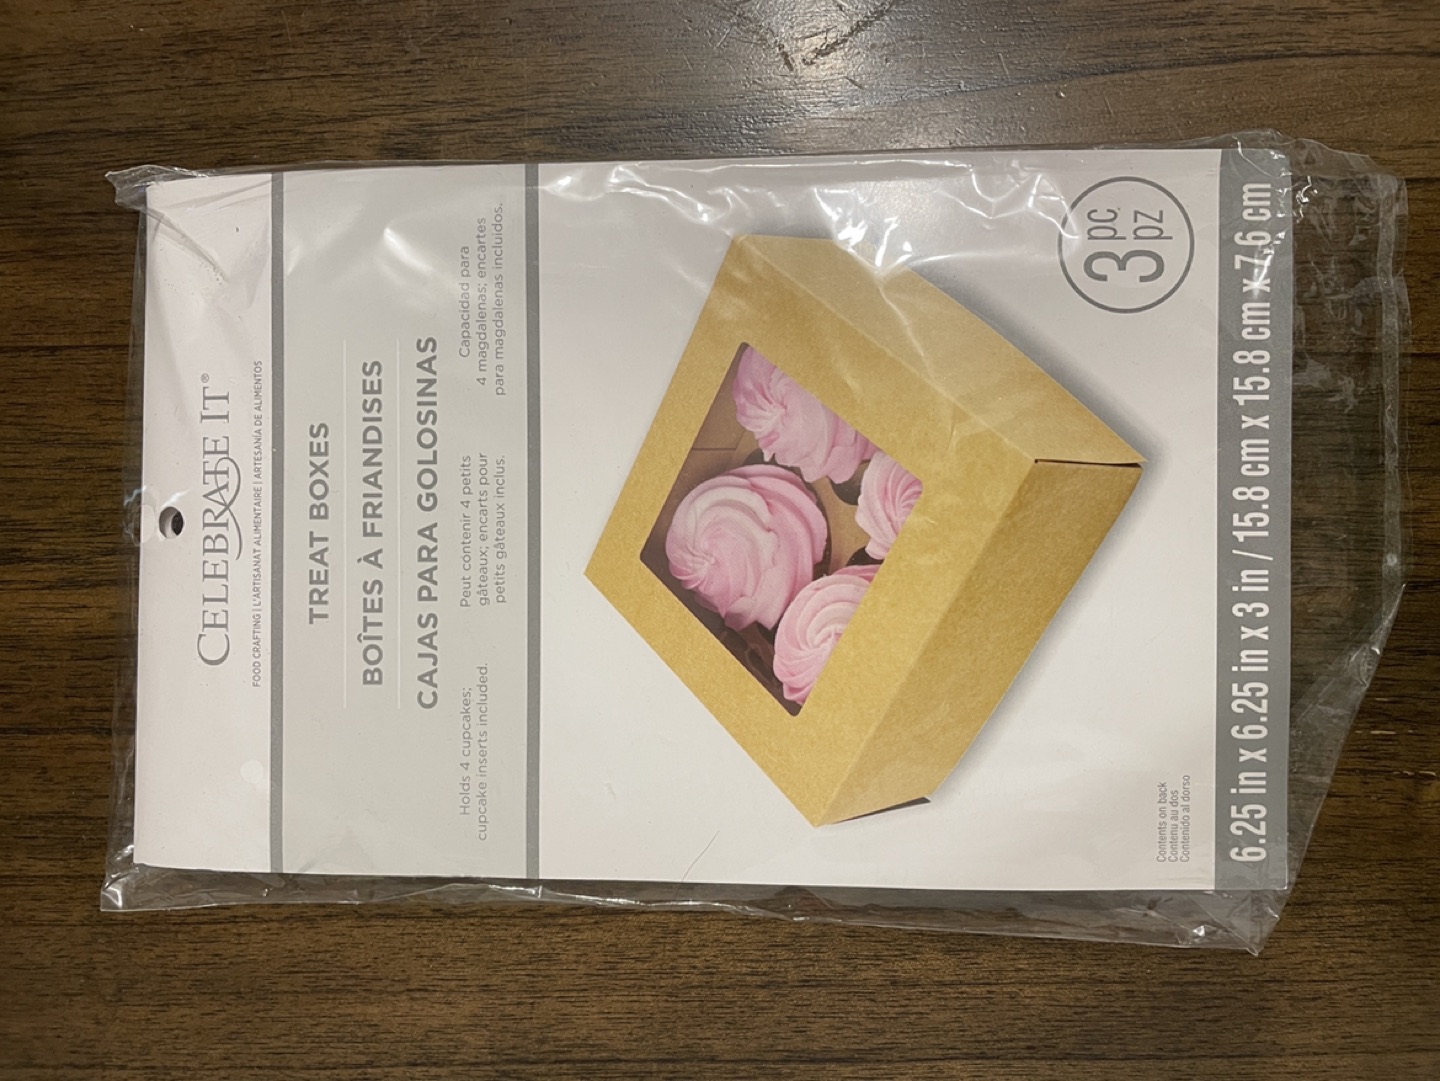 CELEBRATE IT®
FOOD CRAFTING | L'ARTISANAT ALIMENTAIRE | ARTESANÍA DE ALIMENTOS
TREAT BOXES
BOÎTES À FRIANDISES
CAJAS PARA GOLOSINAS
Holds 4 cupcakes;
cupcake inserts included.
Peut contenir 4 petits
gâteaux; encarts pour
petits gâteaux inclus.
Capacidad para
4 magdalenas; encartes
para magdalenas incluidos.
3 pc
3 pz
Contents on back
Contenu au dos
Contenido al dorso
6.25 in x 6.25 in x 3 in / 15.8 cm x 15.8 cm x 7.6 cm